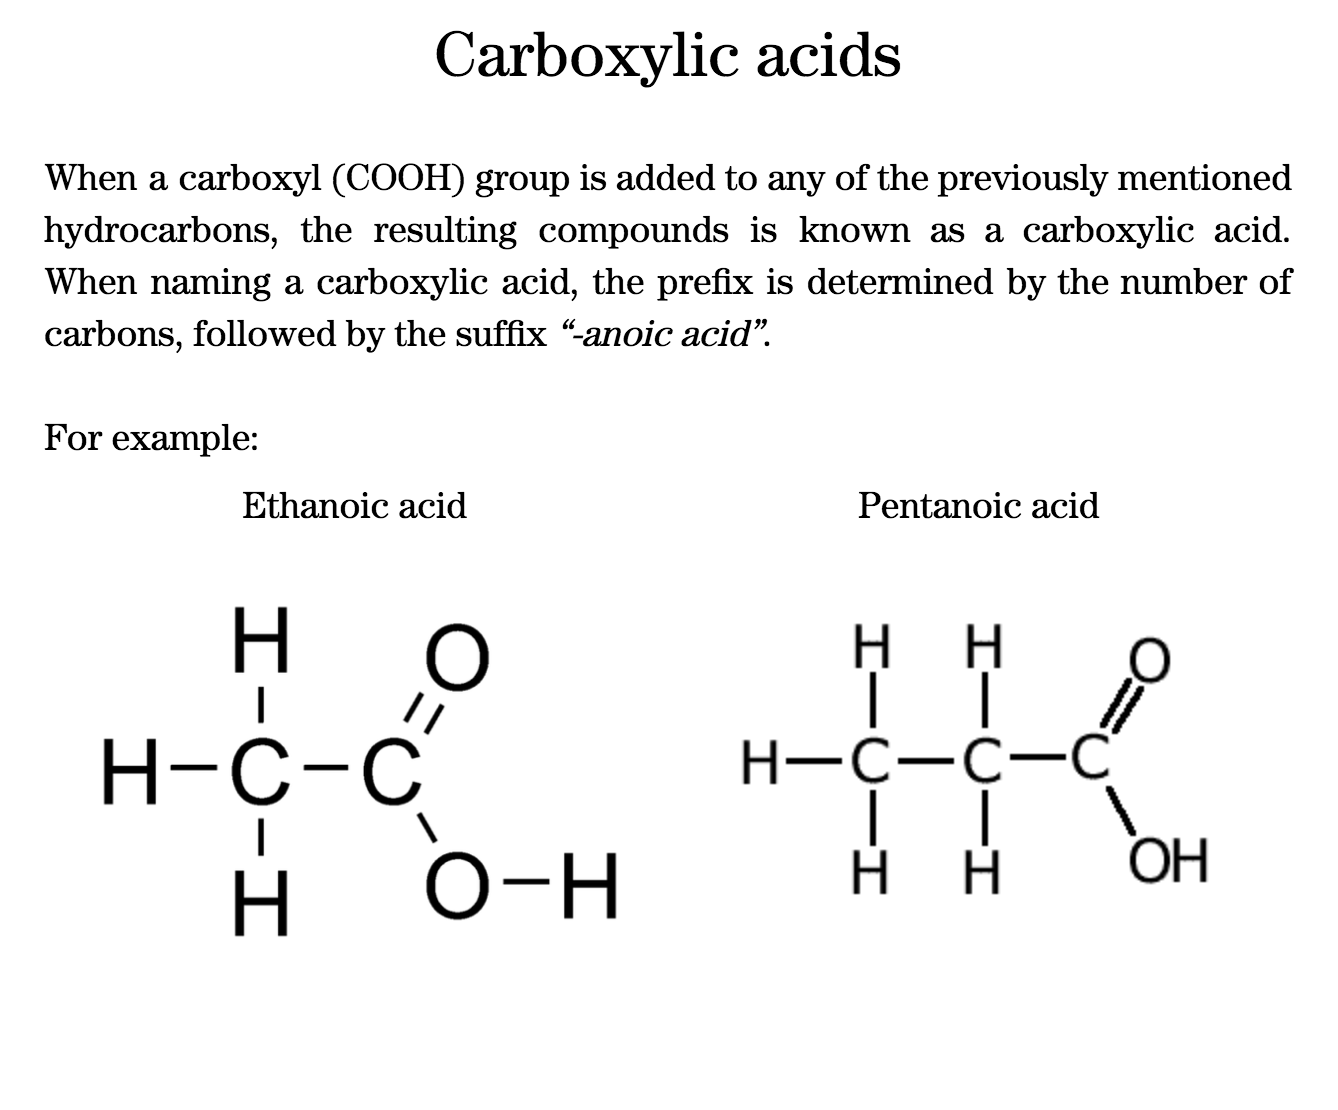 Carboxylic acids
When a carboxyl (COOH) group is added to any of the previously mentioned
hydrocarbons, the resulting compounds is known as a carboxylic acid.
When naming a carboxylic acid, the prefix is determined by the number of
carbons, followed by the suffix “-anoic acid”.
For example:
Ethanoic acid
H
O
H C C
H
O H
Pentanoic acid
H H
O
H C C C
H H
OH